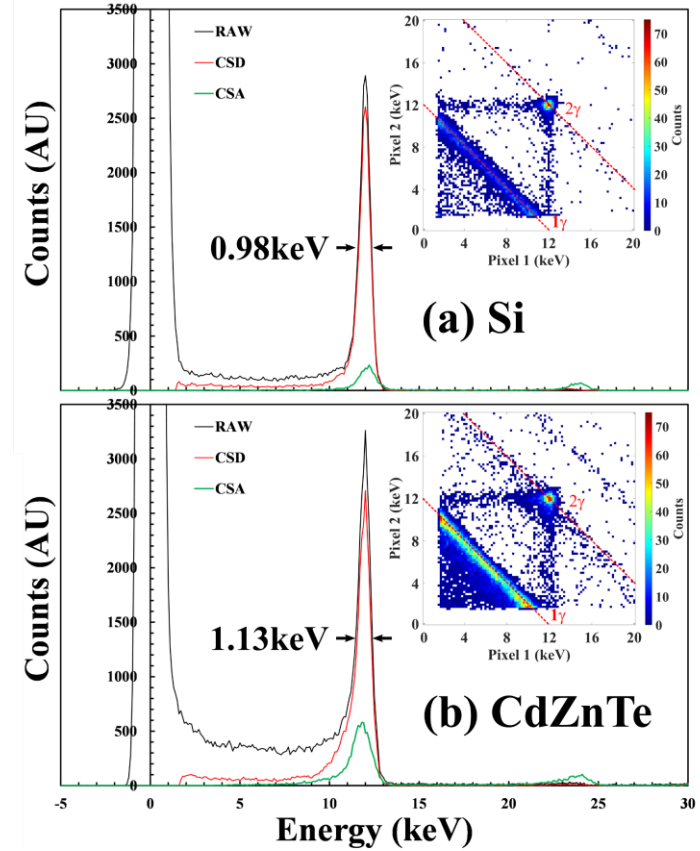 3500
3000
2500
2000
1500
1000
500
0
Counts (AU)
RAW
CSD
CSA
0.98keV
(a) Si
20
16
12
8
4
0
Pixel 2 (keV)
0 4 8 12 16 20
Pixel 1 (keV)
2γ
1γ
70
60
50
40
30
20
10
0
Counts
3500
3000
2500
2000
1500
1000
500
0
Counts (AU)
RAW
CSD
CSA
1.13keV
(b) CdZnTe
20
16
12
8
4
0
Pixel 2 (keV)
0 4 8 12 16 20
Pixel 1 (keV)
2γ
1γ
70
60
50
40
30
20
10
0
Counts
-5 0 5 10 15 20 25 30
Energy (keV)